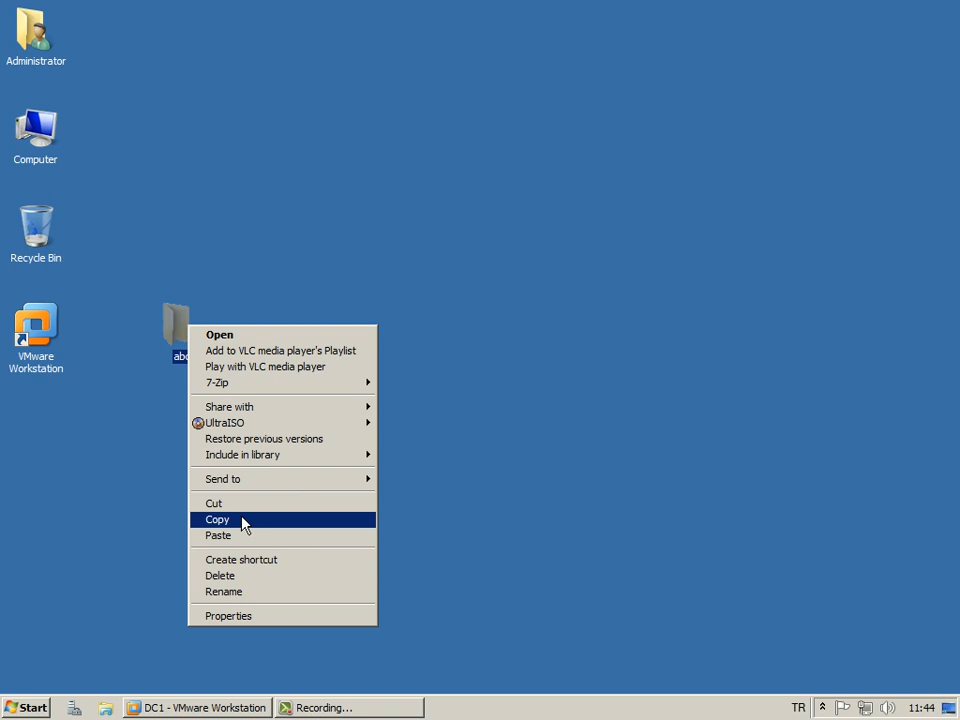 Administrator
Computer
Recycle Bin
VMware
Workstation
Open
Add to VLC media player's Playlist
Play with VLC media player
7-Zip
Share with
UltraISO
Restore previous versions
Include in library
Send to
Cut
Copy
Paste
Create shortcut
Delete
Rename
Properties
Start
DC1 - VMware Workstation
Recording...
TR
11:44